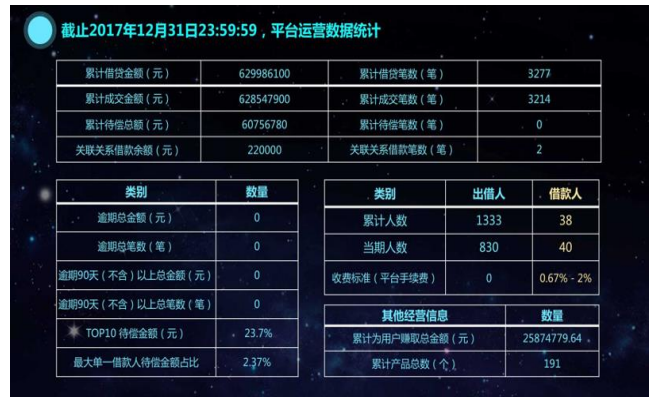 截止2017年12月31日23:59:59，平台运营数据统计
累计借贷金额（元） 629986100 累计借贷笔数（笔） 3277
累计成交金额（元） 628547900 累计成交笔数（笔） 3214
累计待偿总额（元） 60756780 累计待偿笔数（笔） 0
关联关系借款余额（元） 220000 关联关系借款笔数（笔） 2
类别 数量
逾期总金额（元） 0
逾期总笔数（笔） 0
逾期90天（不含）以上总金额（元） 0
逾期90天（不含）以上总笔数（笔） 0
TOP10 待偿金额（元） 23.7%
最大单一借款人待偿金额占比 2.37%
类别 出借人 借款人
累计人数 1333 38
当期人数 830 40
收费标准（平台手续费） 0 0.67% - 2%
其他经营信息 数量
累计为用户赚取总金额（元） 25874779.64
累计产品总数（个） 191